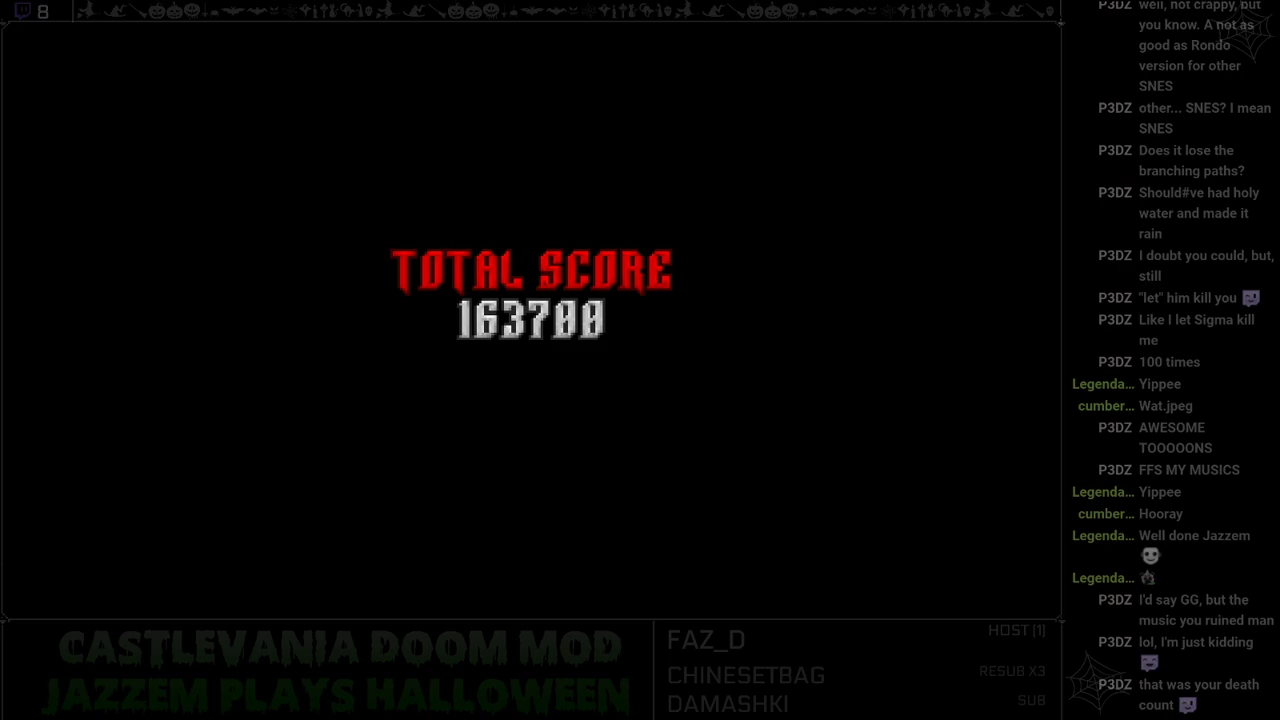 8
TOTAL SCORE
163700
P3DZ well, not crappy, but
you know. A not as
good as Rondo
version for other
SNES
P3DZ other... SNES? I mean
SNES
P3DZ Does it lose the
branching paths?
P3DZ Should#ve had holy
water and made it
rain
P3DZ I doubt you could, but,
still
P3DZ "let" him kill you
P3DZ Like I let Sigma kill
me
P3DZ 100 times
Legenda... Yippee
cumber... Wat.jpeg
P3DZ AWESOME
TOOOOONS
P3DZ FFS MY MUSICS
Legenda... Yippee
cumber... Hooray
Legenda... Well done Jazzem
Legenda...
P3DZ I'd say GG, but the
music you ruined man
P3DZ lol, I'm just kidding
P3DZ that was your death
count
CASTLEVANIA DOOM MOD
JAZZEM PLAYS HALLOWEEN
FAZ_D HOST [1]
CHINESETBAG RESUB X3
DAMASHKI SUB